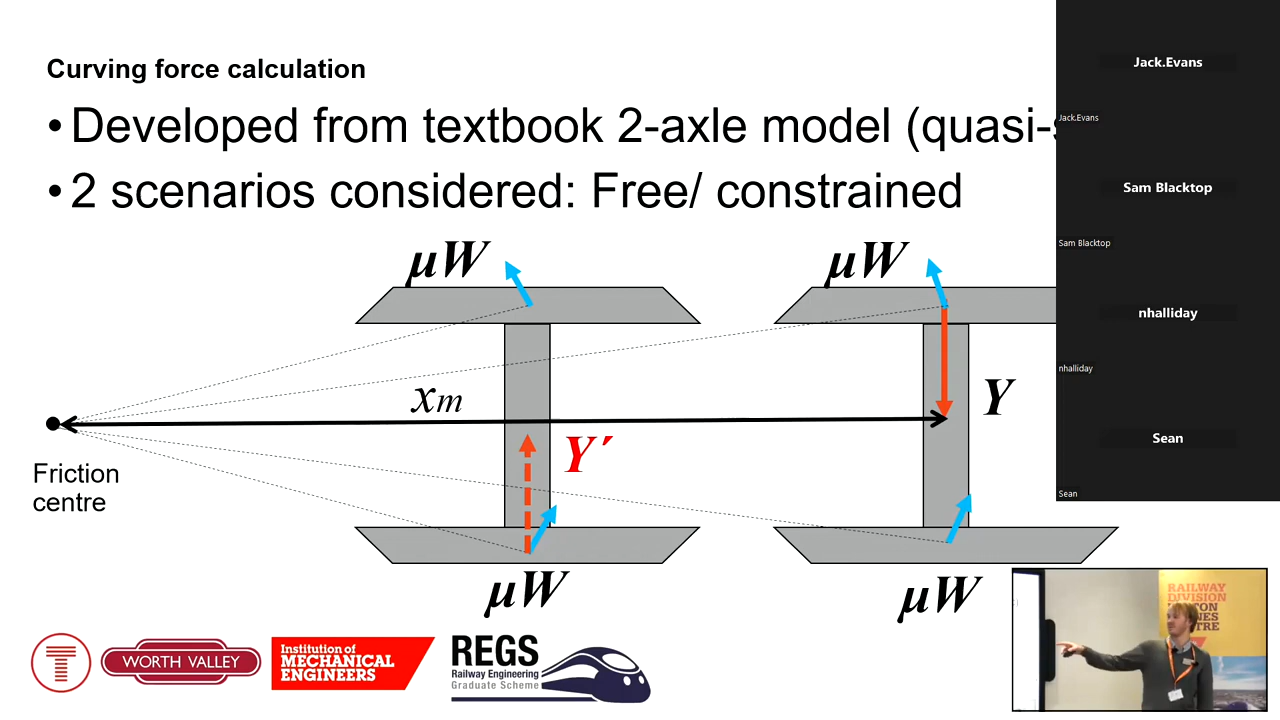 Curving force calculation
• Developed from textbook 2-axle model (quasi-
• 2 scenarios considered: Free/ constrained
μW
μW
xm
Y
Y´
Friction
centre
μW
μW
T
WORTH VALLEY
Institution of
MECHANICAL
ENGINEERS
REGS
Railway Engineering
Graduate Scheme
Jack.Evans
Jack.Evans
Sam Blacktop
Sam Blacktop
nhalliday
nhalliday
Sean
Sean
RAILWAY
DIVISION